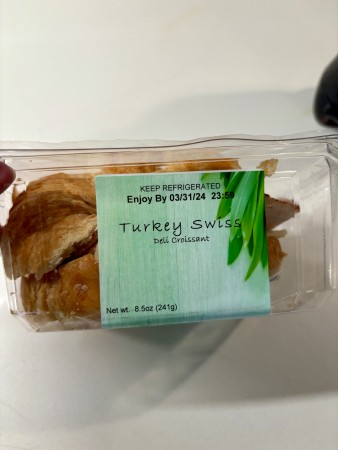 KEEP REFRIGERATED
Enjoy By 03/31/24 23:59
Turkey Swiss
Deli Croissant
Net wt. 8.5oz (241g)